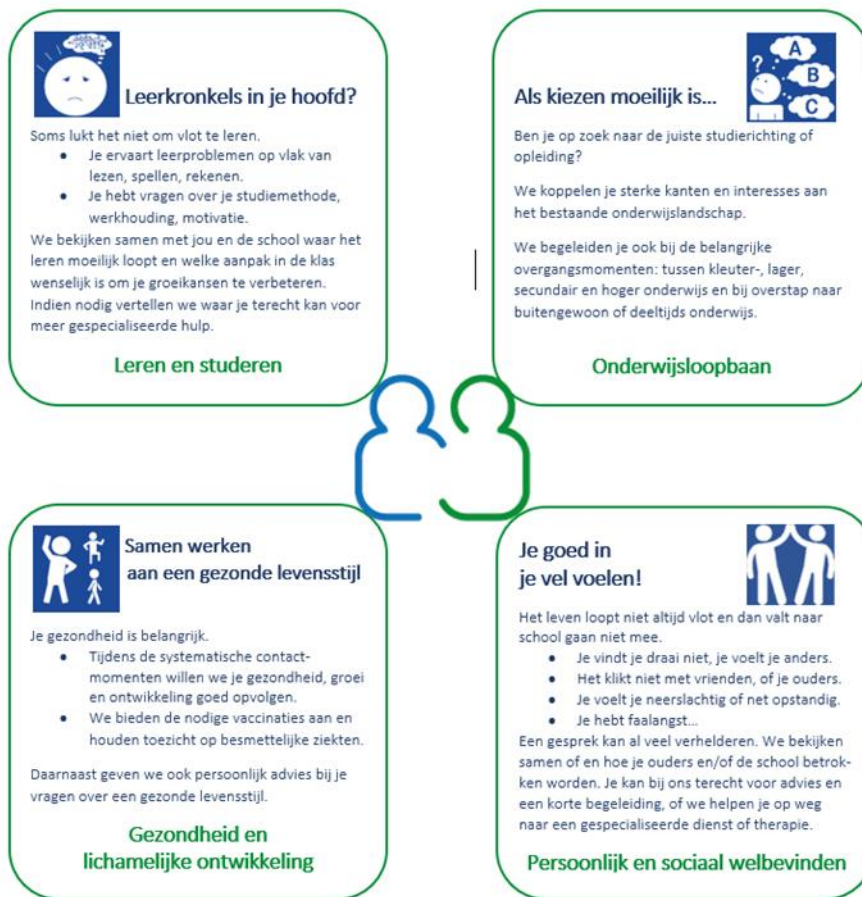 Leerkronkels in je hoofd?
Soms lukt het niet om vlot te leren.
• Je ervaart leerproblemen op vlak van
lezen, spellen, rekenen.
• Je hebt vragen over je studiemethode,
werkhouding, motivatie.
We bekijken samen met jou en de school waar het
leren moeilijk loopt en welke aanpak in de klas
wenselijk is om je groeikansen te verbeteren.
Indien nodig vertellen we waar je terecht kan voor
meer gespecialiseerde hulp.
Leren en studeren
A
B
C
?
Als kiezen moeilijk is...
Ben je op zoek naar de juiste studierichting of
opleiding?
We koppelen je sterke kanten en interesses aan
het bestaande onderwijslandschap.
We begeleiden je ook bij de belangrijke
overgangsmomenten: tussen kleuter-, lager,
secundair en hoger onderwijs en bij overstap naar
buitengewoon of deeltijds onderwijs.
Onderwijsloopbaan
Samen werken
aan een gezonde levensstijl
Je gezondheid is belangrijk.
• Tijdens de systematische contact-
momenten willen we je gezondheid, groei
en ontwikkeling goed opvolgen.
• We bieden de nodige vaccinaties aan en
houden toezicht op besmettelijke ziekten.
Daarnaast geven we ook persoonlijk advies bij je
vragen over een gezonde levensstijl.
Gezondheid en
lichamelijke ontwikkeling
Je goed in
je vel voelen!
Het leven loopt niet altijd vlot en dan valt naar
school gaan niet mee.
• Je vindt je draai niet, je voelt je anders.
• Het klikt niet met vrienden, of je ouders.
• Je voelt je neerslachtig of net opstandig.
• Je hebt faalangst...
Een gesprek kan al veel verhelderen. We bekijken
samen of en hoe je ouders en/of de school betrok-
ken worden. Je kan bij ons terecht voor advies en
een korte begeleiding, of we helpen je op weg
naar een gespecialiseerde dienst of therapie.
Persoonlijk en sociaal welbevinden